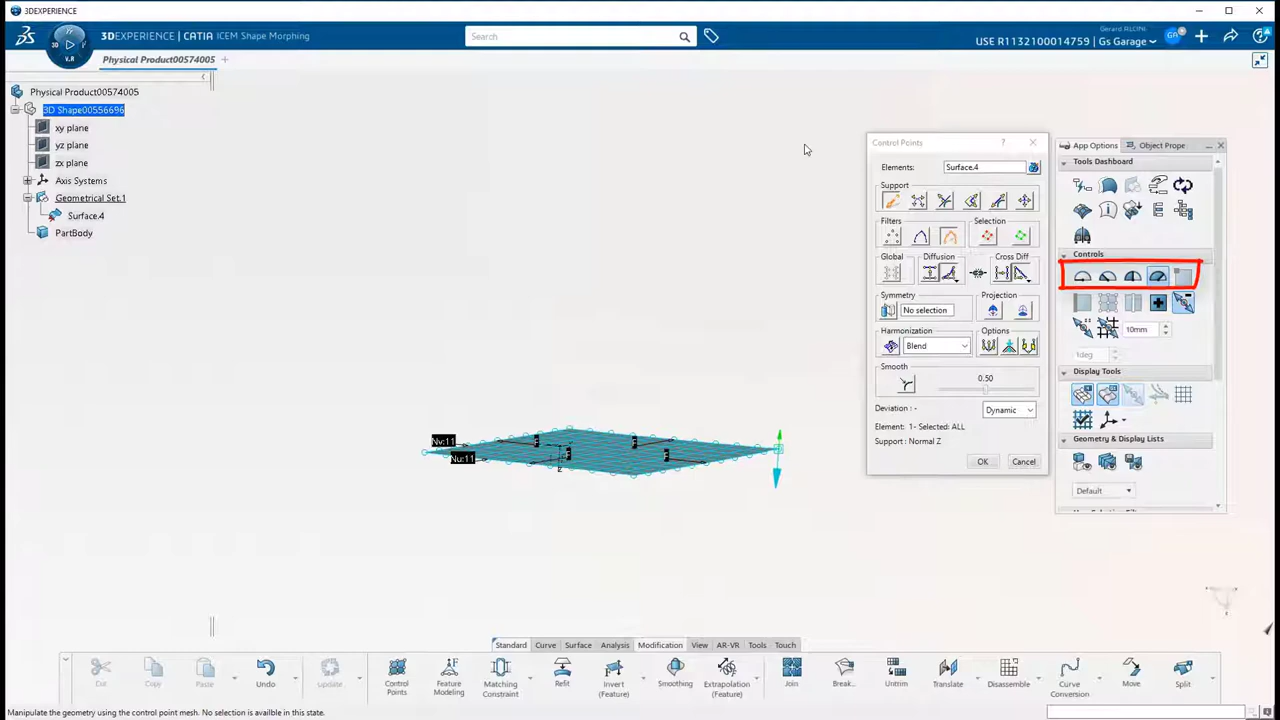 3DEXPERIENCE
3DEXPERIENCE | CATIA ICEM Shape Morphing
Search
USE R1132100014759 | Gs Garage
3D
V.R
Physical Product00574005
Physical Product00574005
3D Shape00556696
xy plane
yz plane
zx plane
Axis Systems
Geometrical Set.1
Surface.4
PartBody
Control Points
Elements:
Surface.4
Support
Filters
Selection
Global
Diffusion
Cross Diff
Symmetry
Projection
No selection
Harmonization
Options
Blend
Smooth
0.50
Deviation : -
Dynamic
Element: 1- Selected: ALL
Support : Normal Z
OK
Cancel
App Options
Object Prope
Tools Dashboard
Controls
10mm
1deg
Display Tools
Geometry & Display Lists
Default
Nv:11
Nu:11
Standard
Curve
Surface
Analysis
Modification
View
AR-VR
Tools
Touch
Cut
Copy
Paste
Undo
Update
Control
Points
Feature
Modeling
Matching
Constraint
Refit
Invert
(Feature)
Smoothing
Extrapolation
(Feature)
Join
Break...
Untrim
Translate
Disassemble
Curve
Conversion
Move
Split
Manipulate the geometry using the control point mesh. No selection is availble in this state.